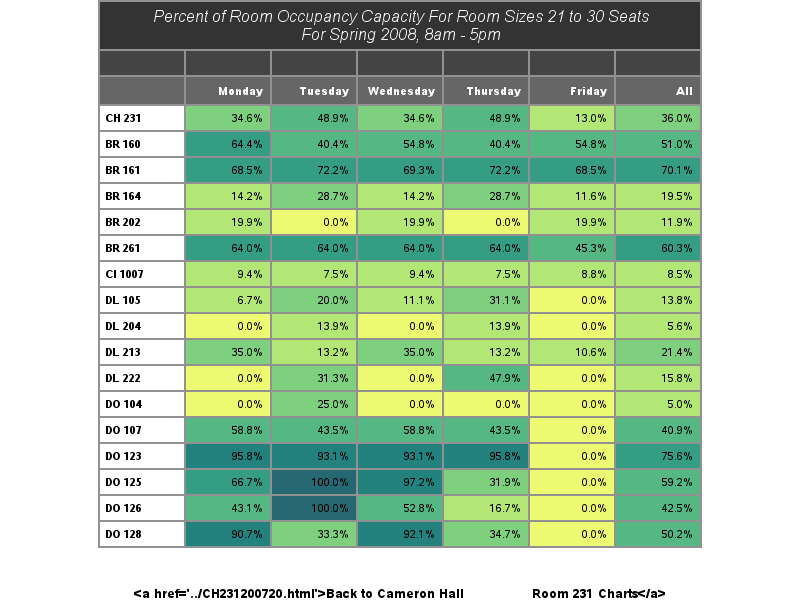 Percent of Room Occupancy Capacity For Room Sizes 21 to 30 Seats
For Spring 2008, 8am - 5pm
Monday Tuesday Wednesday Thursday Friday All
CH 231 34.6% 48.9% 34.6% 48.9% 13.0% 36.0%
BR 160 64.4% 40.4% 54.8% 40.4% 54.8% 51.0%
BR 161 68.5% 72.2% 69.3% 72.2% 68.5% 70.1%
BR 164 14.2% 28.7% 14.2% 28.7% 11.6% 19.5%
BR 202 19.9% 0.0% 19.9% 0.0% 19.9% 11.9%
BR 261 64.0% 64.0% 64.0% 64.0% 45.3% 60.3%
CI 1007 9.4% 7.5% 9.4% 7.5% 8.8% 8.5%
DL 105 6.7% 20.0% 11.1% 31.1% 0.0% 13.8%
DL 204 0.0% 13.9% 0.0% 13.9% 0.0% 5.6%
DL 213 35.0% 13.2% 35.0% 13.2% 10.6% 21.4%
DL 222 0.0% 31.3% 0.0% 47.9% 0.0% 15.8%
DO 104 0.0% 25.0% 0.0% 0.0% 0.0% 5.0%
DO 107 58.8% 43.5% 58.8% 43.5% 0.0% 40.9%
DO 123 95.8% 93.1% 93.1% 95.8% 0.0% 75.6%
DO 125 66.7% 100.0% 97.2% 31.9% 0.0% 59.2%
DO 126 43.1% 100.0% 52.8% 16.7% 0.0% 42.5%
DO 128 90.7% 33.3% 92.1% 34.7% 0.0% 50.2%
<a href='../CH231200720.html'>Back to Cameron Hall Room 231 Charts</a>